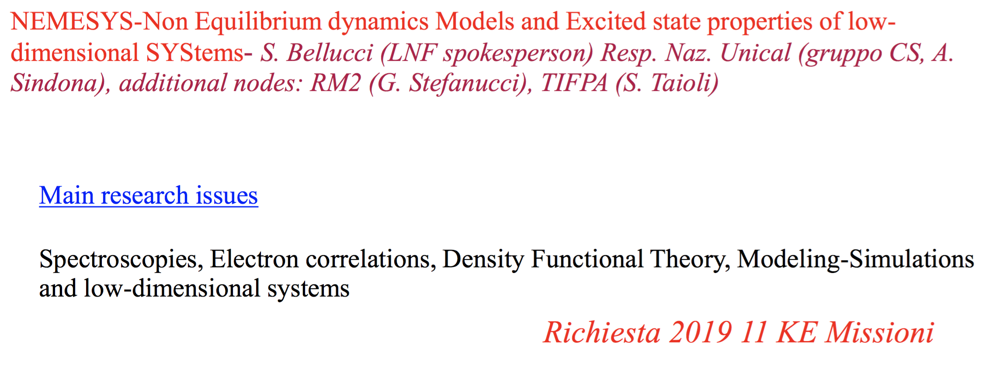 NEMESYS-Non Equilibrium dynamics Models and Excited state properties of low-
dimensional SYStems- S. Bellucci (LNF spokesperson) Resp. Naz. Unical (gruppo CS, A.
Sindona), additional nodes: RM2 (G. Stefanucci), TIFPA (S. Taioli)
Main research issues
Spectroscopies, Electron correlations, Density Functional Theory, Modeling-Simulations
and low-dimensional systems
Richiesta 2019 11 KE Missioni